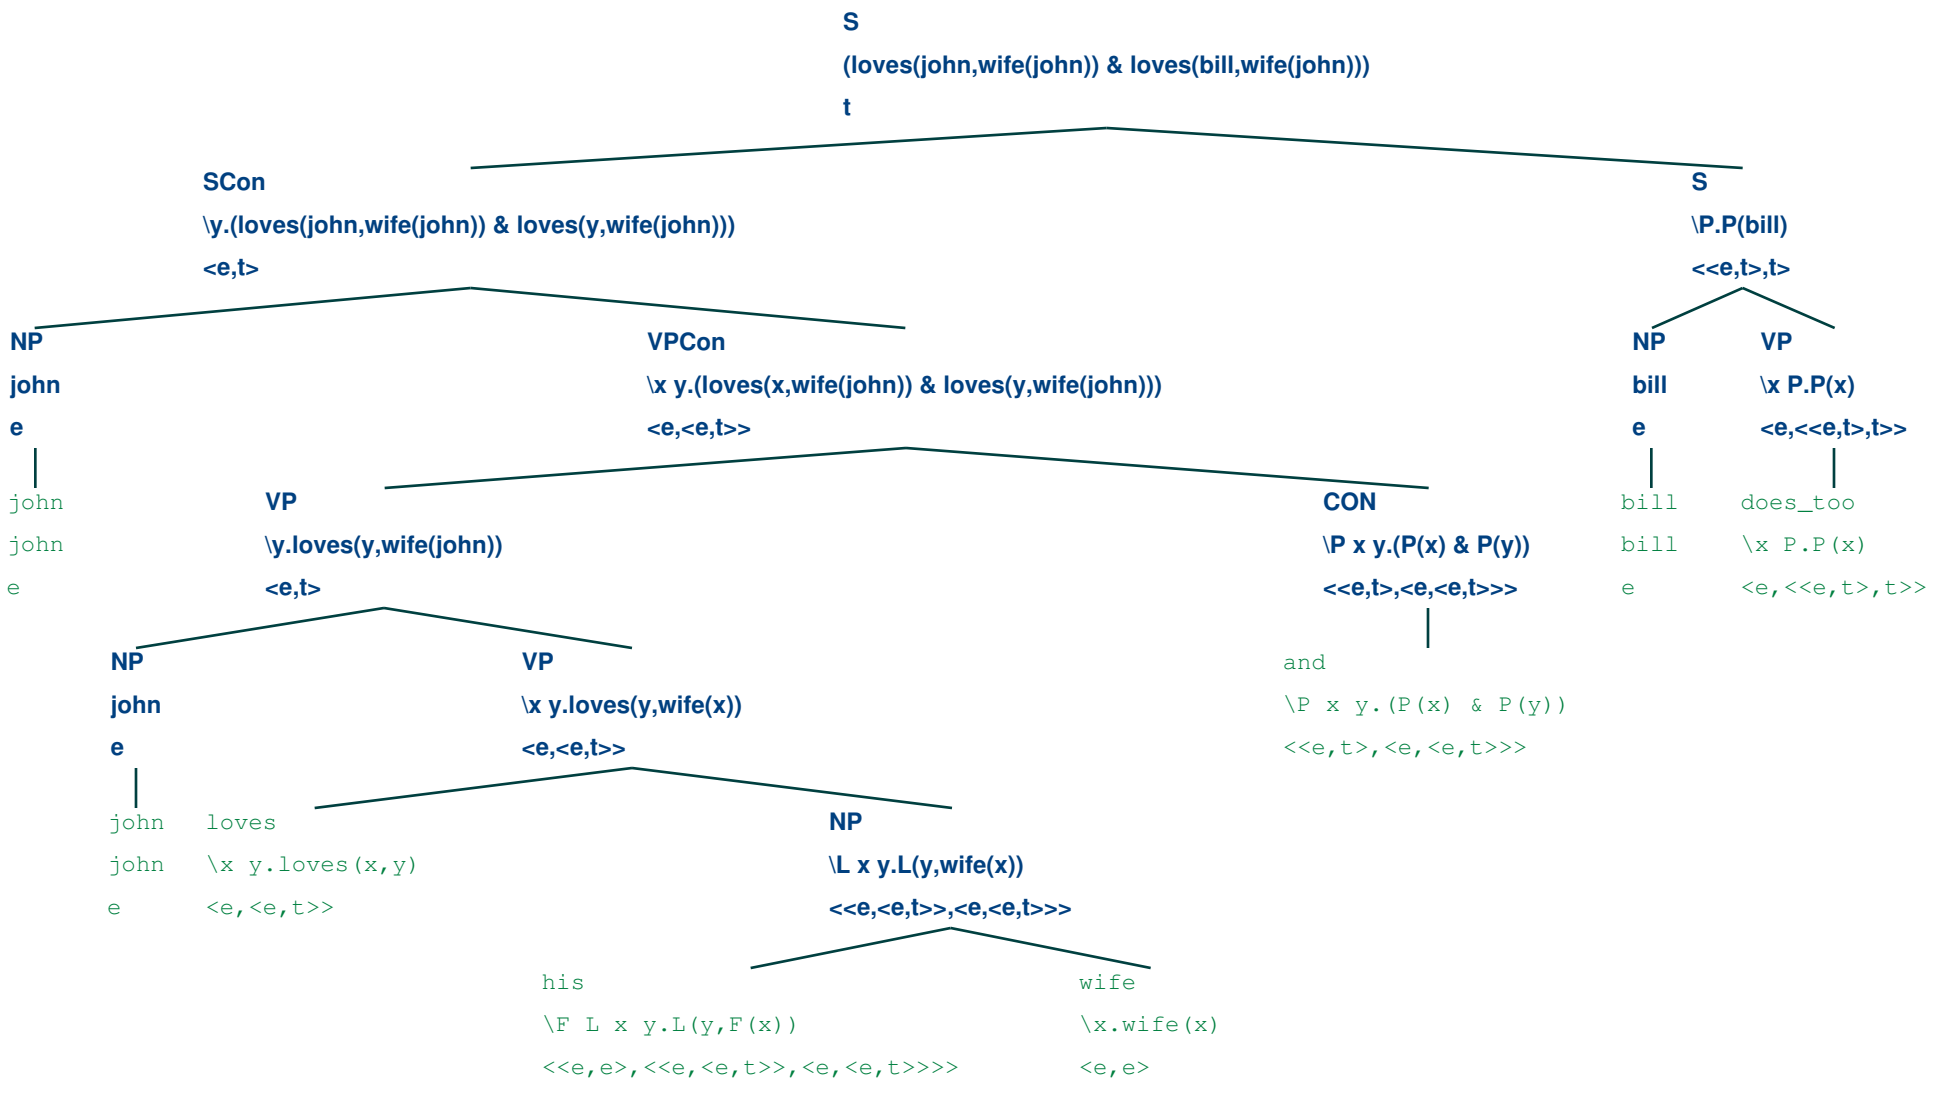 S
(loves(john,wife(john)) & loves(bill,wife(john)))
t
SCon
\y.(loves(john,wife(john)) & loves(y,wife(john)))
<e,t>
S
\P.P(bill)
<<e,t>,t>
NP
john
e
VPCon
\x y.(loves(x,wife(john)) & loves(y,wife(john)))
<e,<e,t>>
NP
bill
e
VP
\x P.P(x)
<e,<<e,t>,t>>
john
john
e
VP
\y.loves(y,wife(john))
<e,t>
CON
\P x y.(P(x) & P(y))
<<e,t>,<e,<e,t>>>
bill
bill
e
does_too
\x P.P(x)
<e,<<e,t>,t>>
NP
john
e
VP
\x y.loves(y,wife(x))
<e,<e,t>>
and
\P x y.(P(x) & P(y))
<<e,t>,<e,<e,t>>>
john
john
e
loves
\x y.loves(x,y)
<e,<e,t>>
NP
\L x y.L(y,wife(x))
<<e,<e,t>>,<e,<e,t>>>
his
\F L x y.L(y,F(x))
<<e,e>,<<e,<e,t>>,<e,<e,t>>>>
wife
\x.wife(x)
<e,e>